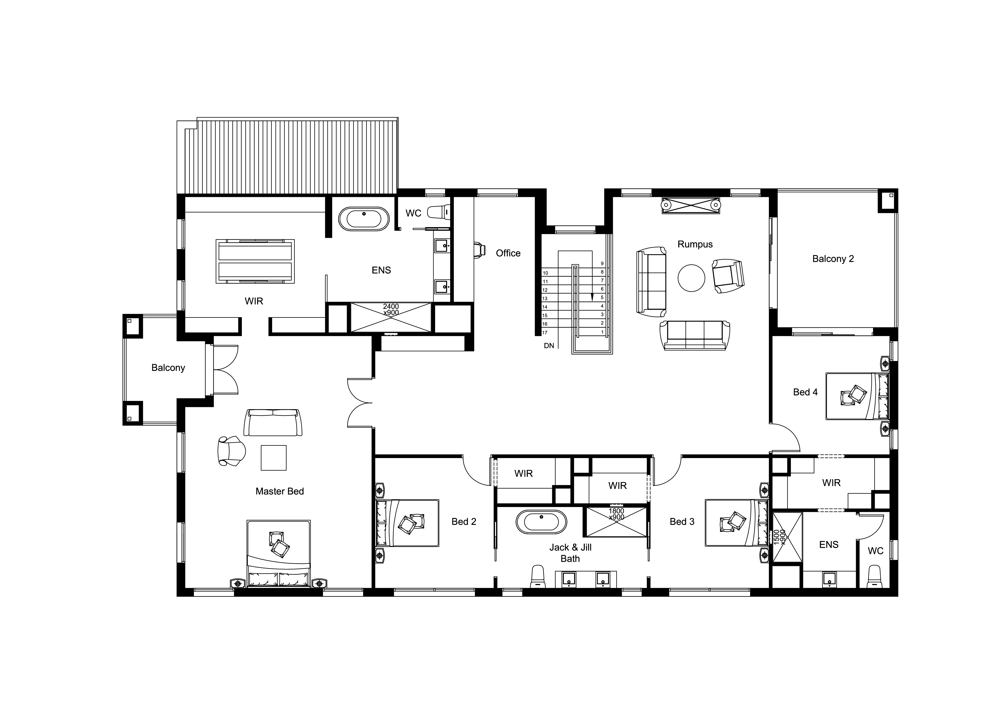 WC
Office
Rumpus
Balcony 2
ENS
WIR
2400
x900
9
8
7
6
5
4
3
2
1
10
11
12
13
14
15
16
17
DN
Balcony
Bed 4
Master Bed
WIR
WIR
WIR
Bed 2
1800
x900
Bed 3
Jack & Jill
Bath
1500
x900
ENS
WC